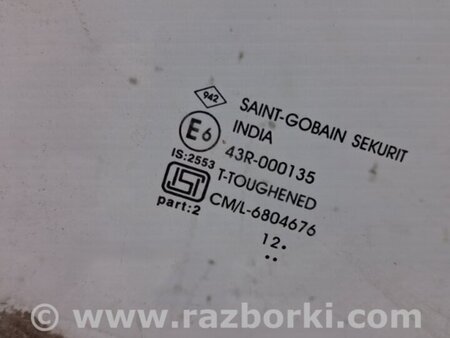 942
SAINT-GOBAIN SEKURIT
INDIA
E6
43R-000135
IS:2553
T-TOUGHENED
CM/L-6804676
part:2
12.
..
© www.razborki.com